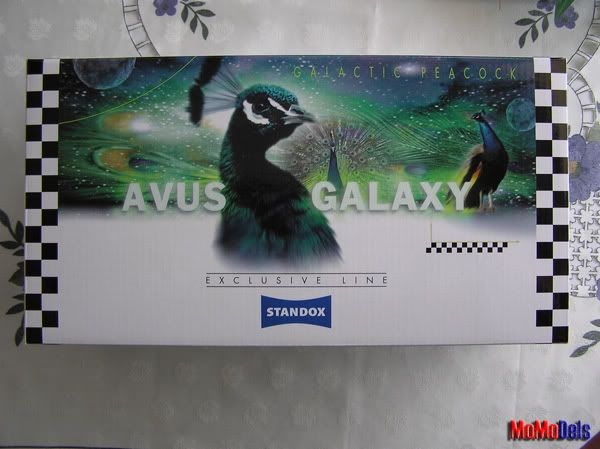 GALACTIC PEACOCK
AVUS GALAXY
EXCLUSIVE LINE
STANDOX
MoMoDels